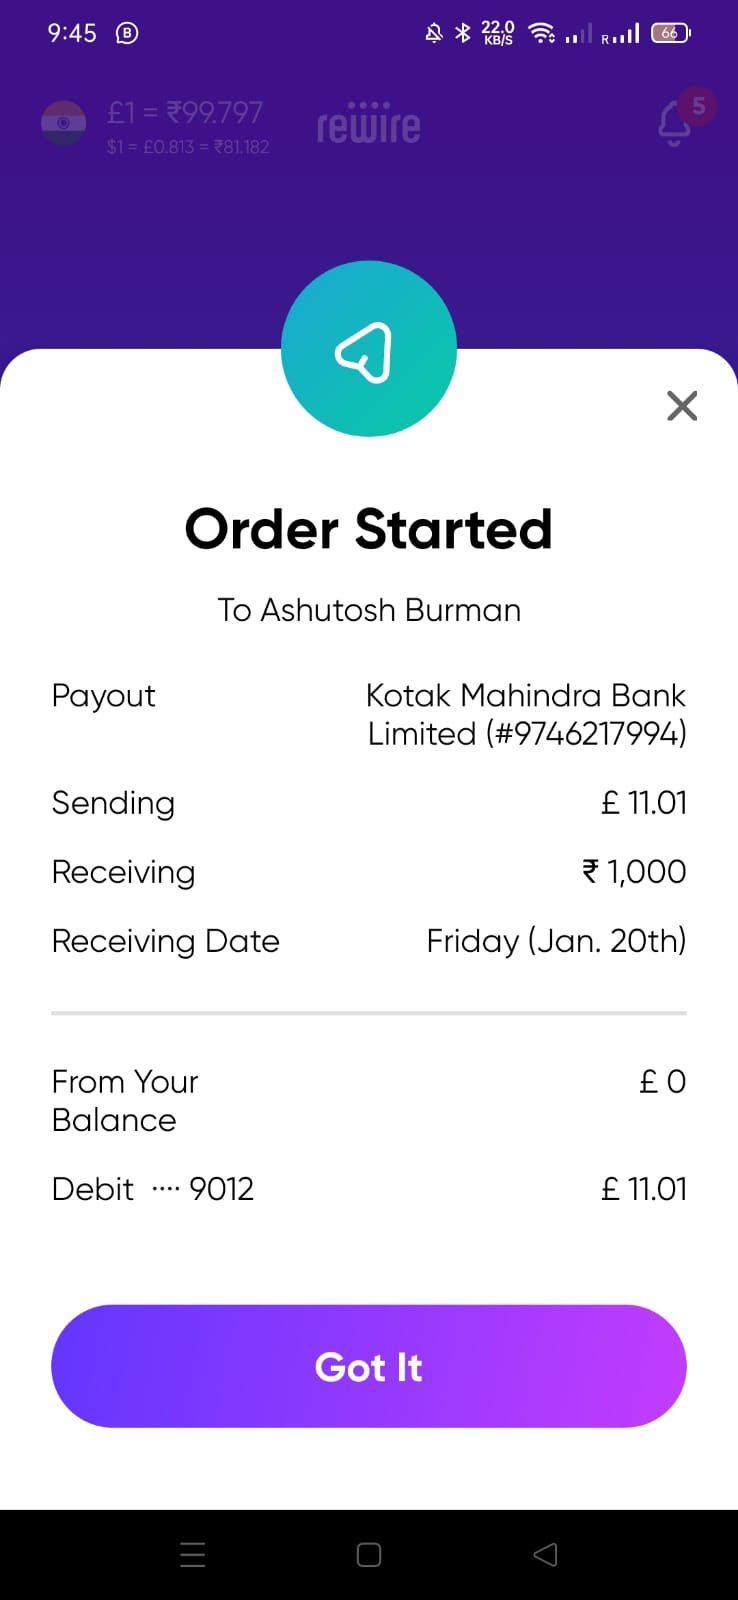 9:45
22.0
KB/S
R
66
£1 = ₹99.797
$1 = £0.813 = ₹81.182
rewire
5
Order Started
To Ashutosh Burman
Payout
Kotak Mahindra Bank
Limited (#9746217994)
Sending
£ 11.01
Receiving
₹ 1,000
Receiving Date
Friday (Jan. 20th)
From Your
Balance
£ 0
Debit ···· 9012
£ 11.01
Got It